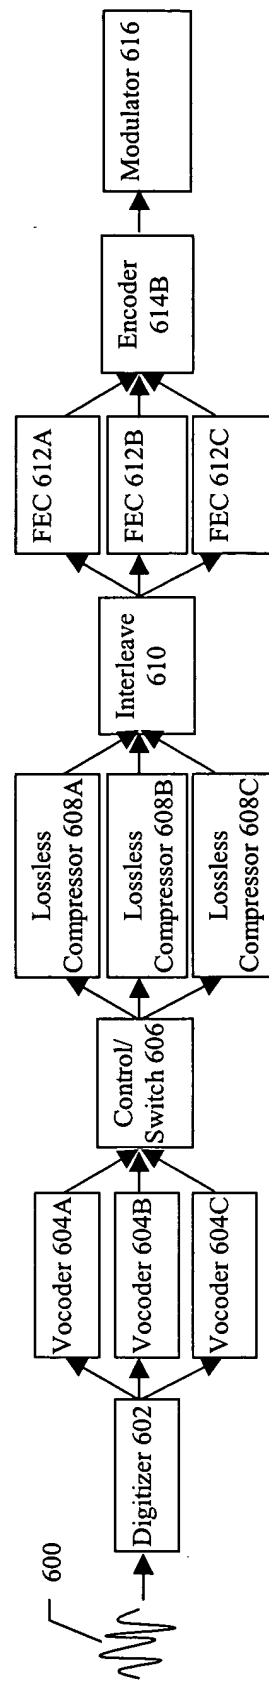 600
Digitizer 602
Vocoder 604A
Vocoder 604B
Vocoder 604C
Control/
Switch 606
Lossless
Compressor 608A
Lossless
Compressor 608B
Lossless
Compressor 608C
Interleave
610
FEC 612A
FEC 612B
FEC 612C
Encoder
614B
Modulator 616